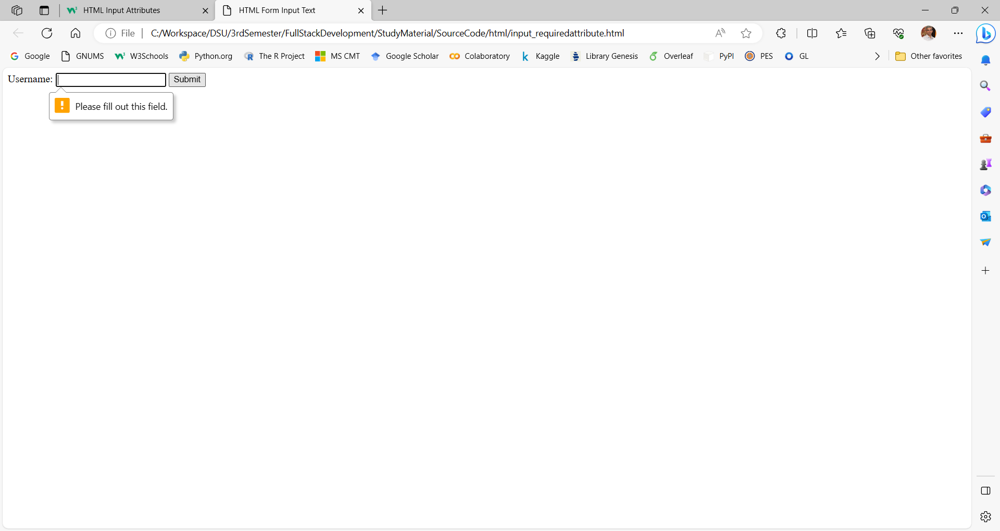 HTML Input Attributes
HTML Form Input Text
File C:/Workspace/DSU/3rdSemester/FullStackDevelopment/StudyMaterial/SourceCode/html/input_requiredattribute.html
Google GNUMS W3Schools Python.org The R Project MS CMT Google Scholar Colaboratory Kaggle Library Genesis Overleaf PyPI PES GL Other favorites
Username: Submit
Please fill out this field.